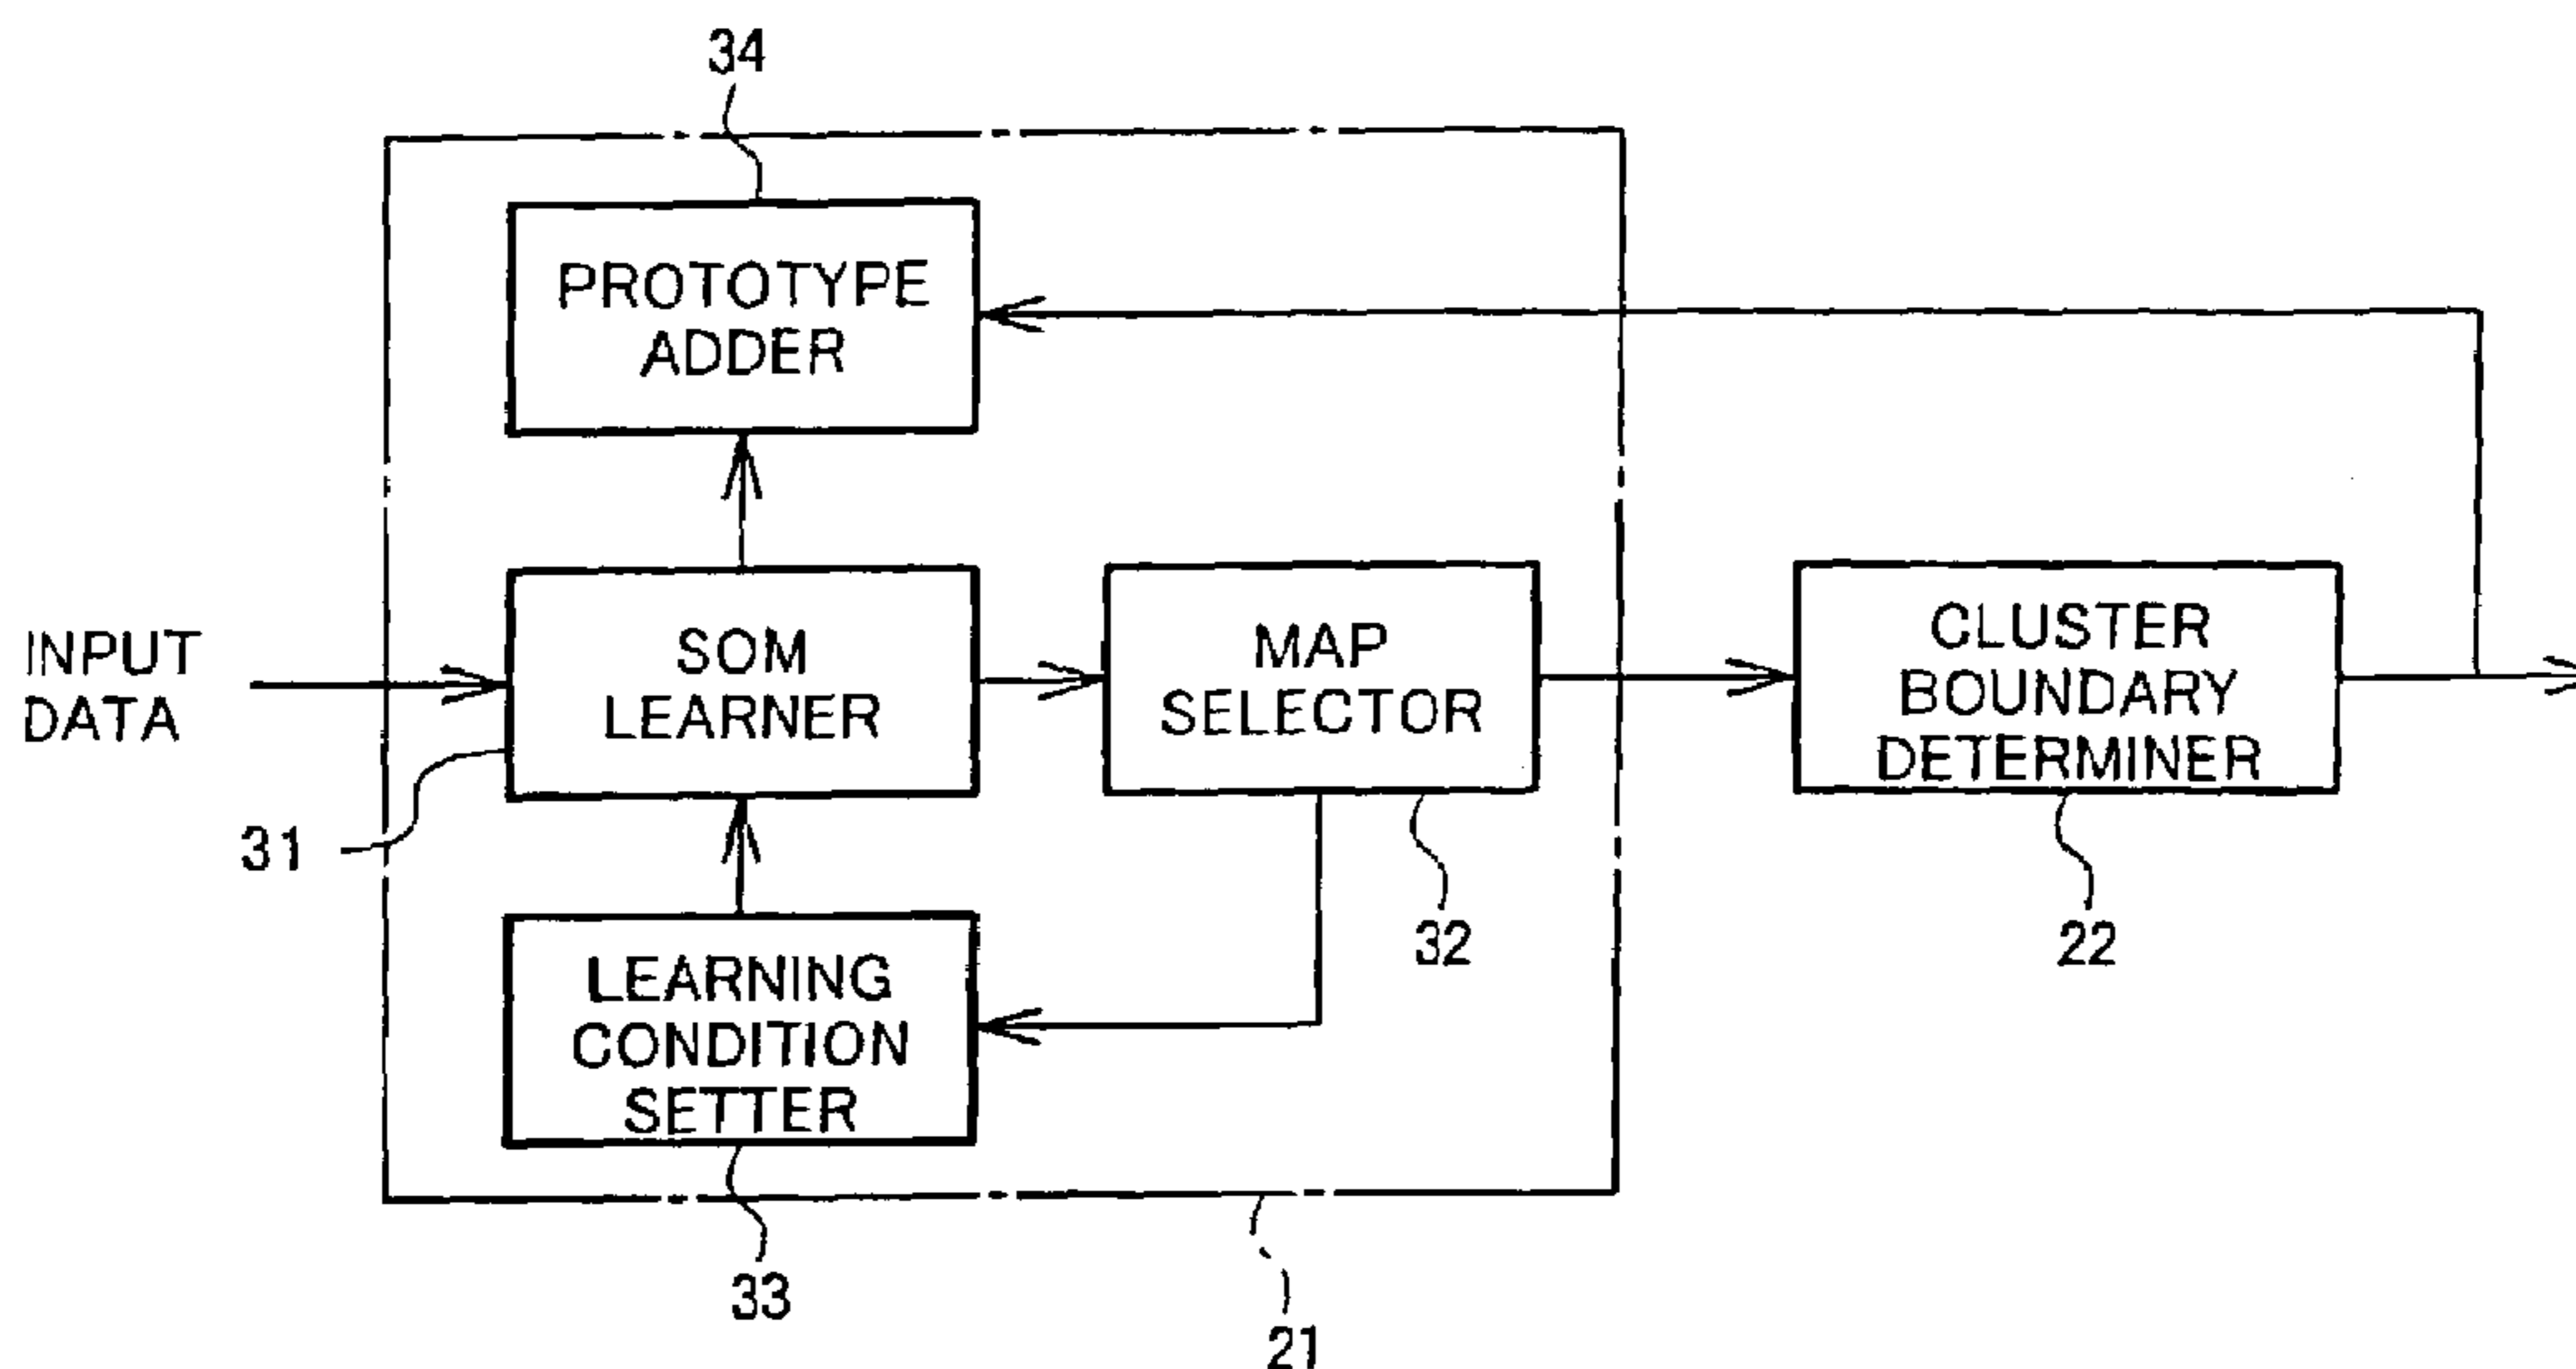 34
PROTOTYPE
ADDER
INPUT
DATA
SOM
LEARNER
MAP
SELECTOR
CLUSTER
BOUNDARY
DETERMINER
31
32
22
LEARNING
CONDITION
SETTER
33
21